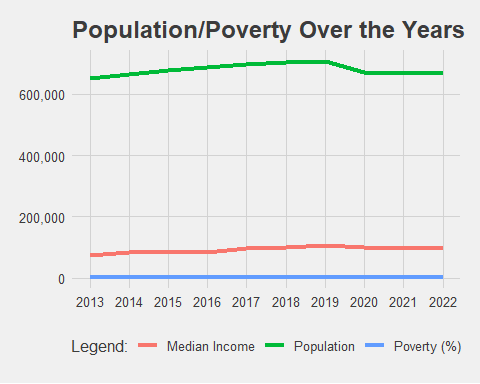 Population/Poverty Over the Years
600,000
400,000
200,000
0
2013 2014 2015 2016 2017 2018 2019 2020 2021 2022
Legend: Median Income Population Poverty (%)